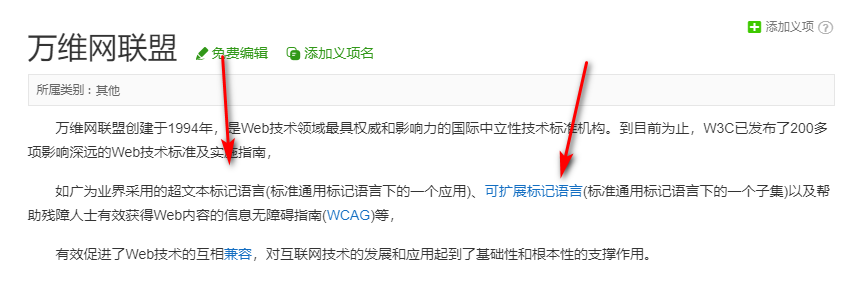 添加义项 ?
万维网联盟 免费编辑 添加义项名
所属类别 : 其他
万维网联盟创建于1994年，是Web技术领域最具权威和影响力的国际中立性技术标准机构。到目前为止，W3C已发布了200多
项影响深远的Web技术标准及实施指南，
如广为业界采用的超文本标记语言(标准通用标记语言下的一个应用)、可扩展标记语言(标准通用标记语言下的一个子集)以及帮
助残障人士有效获得Web内容的信息无障碍指南(WCAG)等，
有效促进了Web技术的互相兼容，对互联网技术的发展和应用起到了基础性和根本性的支撑作用。